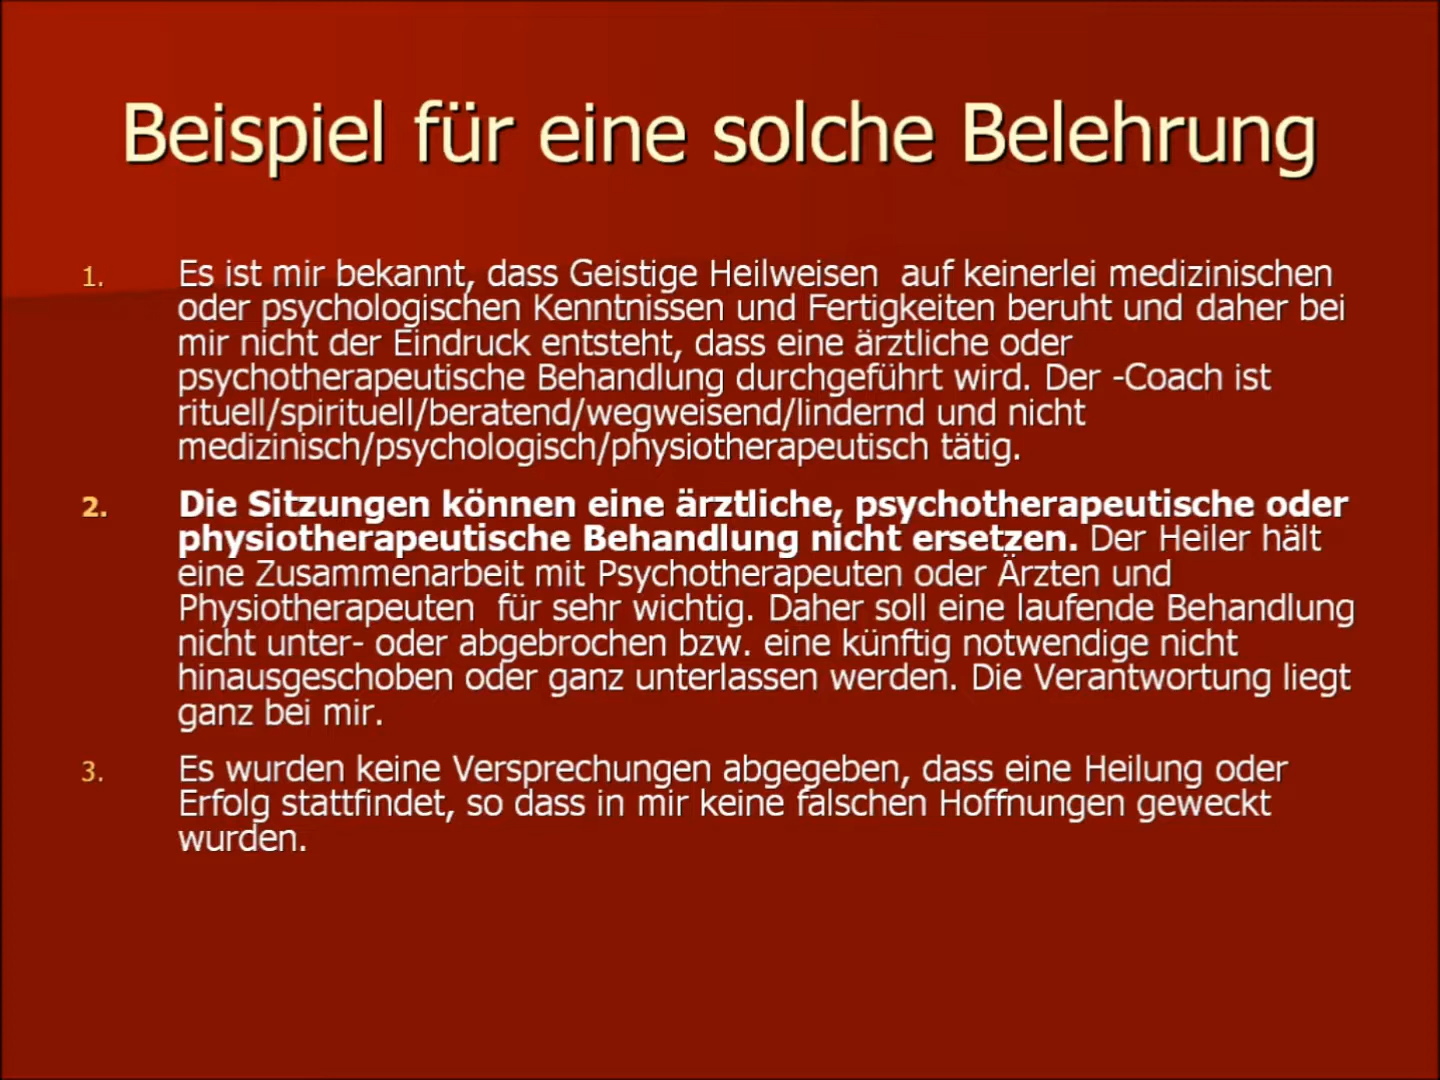 Beispiel für eine solche Belehrung
1. Es ist mir bekannt, dass Geistige Heilweisen  auf keinerlei medizinischen
oder psychologischen Kenntnissen und Fertigkeiten beruht und daher bei
mir nicht der Eindruck entsteht, dass eine ärztliche oder
psychotherapeutische Behandlung durchgeführt wird. Der -Coach ist
rituell/spirituell/beratend/wegweisend/lindernd und nicht
medizinisch/psychologisch/physiotherapeutisch tätig.
2. Die Sitzungen können eine ärztliche, psychotherapeutische oder
physiotherapeutische Behandlung nicht ersetzen. Der Heiler hält
eine Zusammenarbeit mit Psychotherapeuten oder Ärzten und
Physiotherapeuten  für sehr wichtig. Daher soll eine laufende Behandlung
nicht unter- oder abgebrochen bzw. eine künftig notwendige nicht
hinausgeschoben oder ganz unterlassen werden. Die Verantwortung liegt
ganz bei mir.
3. Es wurden keine Versprechungen abgegeben, dass eine Heilung oder
Erfolg stattfindet, so dass in mir keine falschen Hoffnungen geweckt
wurden.